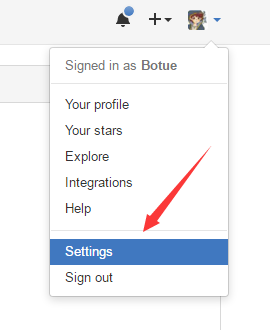 Signed in as Botue
Your profile
Your stars
Explore
Integrations
Help
Settings
Sign out